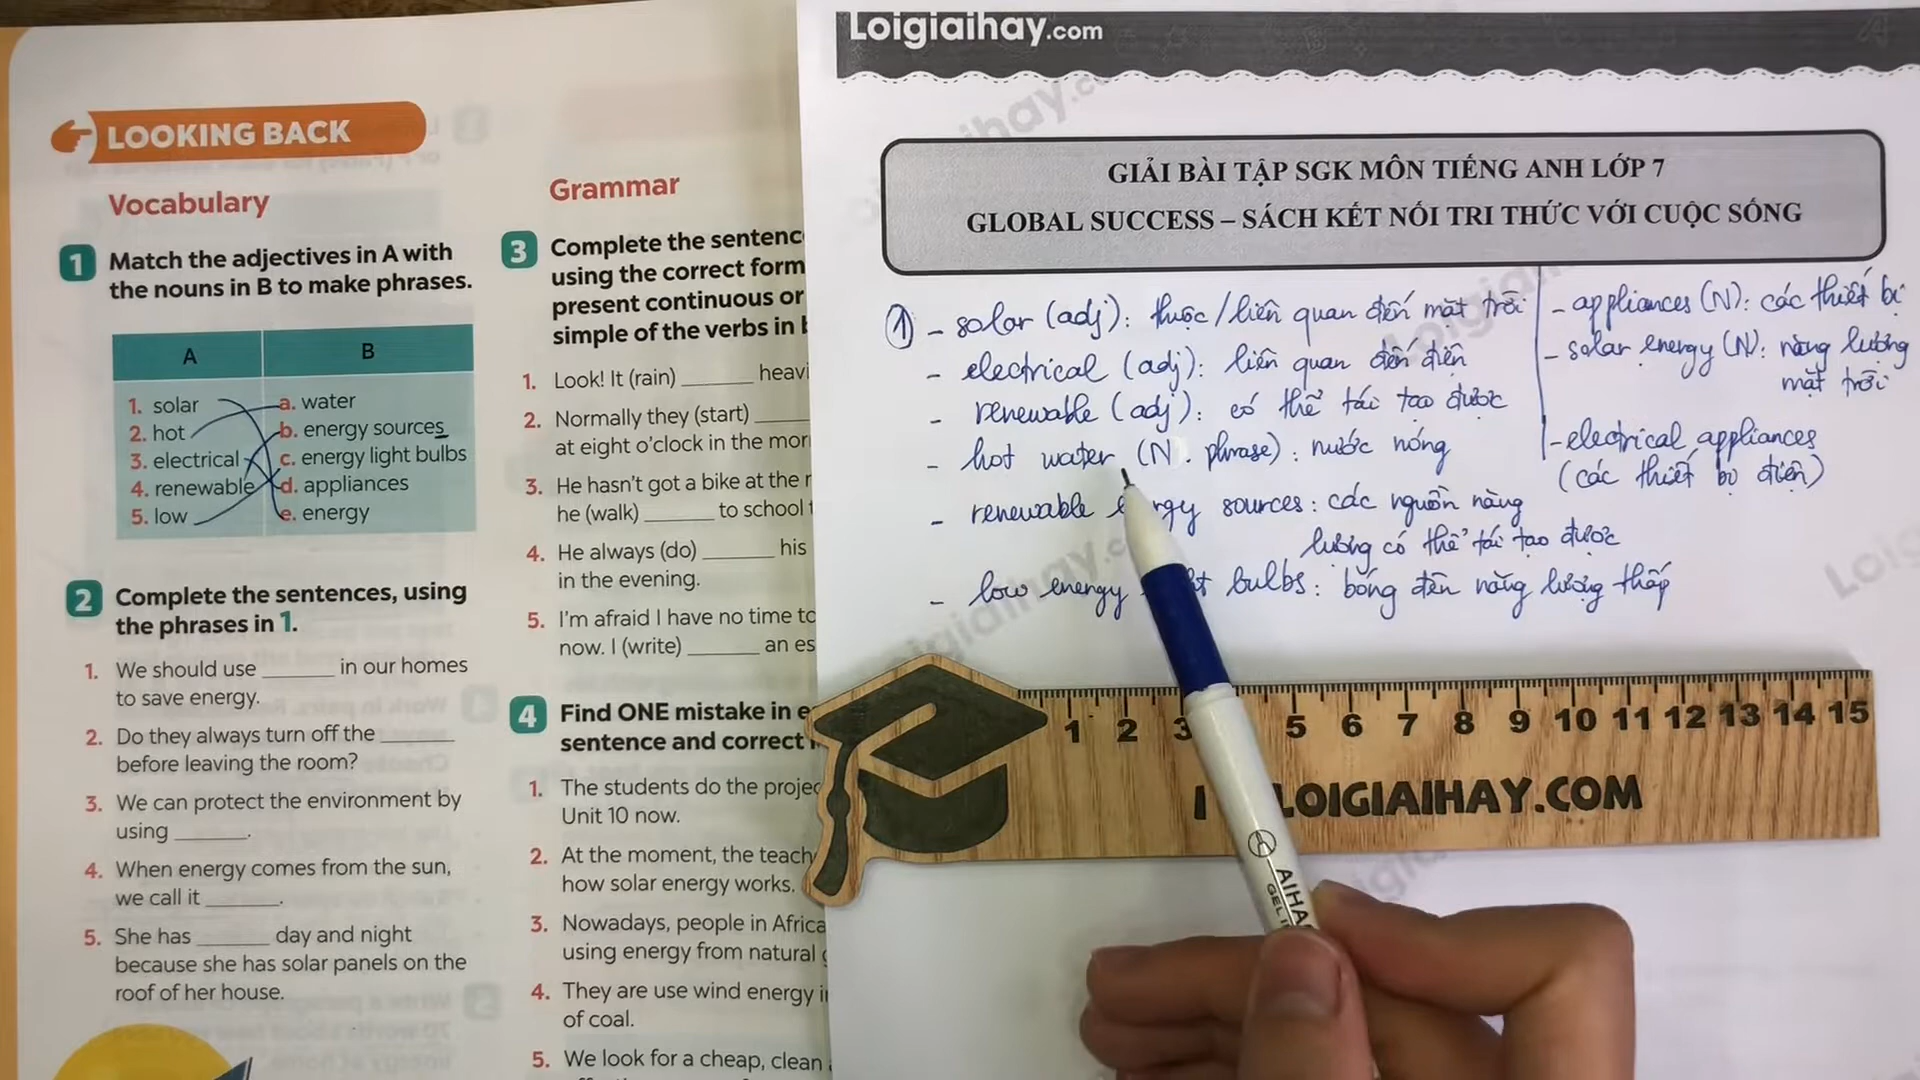 LOOKING BACK
Vocabulary
1 Match the adjectives in A with
the nouns in B to make phrases.
A B
1. solar a. water
2. hot b. energy sources
3. electrical c. energy light bulbs
4. renewable d. appliances
5. low e. energy
2 Complete the sentences, using
the phrases in 1.
1. We should use ______ in our homes
to save energy.
2. Do they always turn off the ______
before leaving the room?
3. We can protect the environment by
using ______.
4. When energy comes from the sun,
we call it ______.
5. She has ______ day and night
because she has solar panels on the
roof of her house.
Grammar
3 Complete the
using the correct form
present continuous or
simple of the verbs in
1. Look! It (rain) ______
2. Normally they (start) ______
at eight o'clock in the
3. He hasn't got a bike at the
he (walk) ______ to school
4. He always (do) ______ his
in the evening.
5. I'm afraid I have no time to
now. I (write) ______ an
4 Find ONE mistake in
sentence and correct
1. The students do the
Unit 10 now.
2. At the moment, the
how solar energy works.
3. Nowadays, people in Africa
using energy from natural
4. They are use wind energy
of coal.
5. We look for a cheap, clean
Loigiaihay.com
GIẢI BÀI TẬP SGK MÔN TIẾNG ANH LỚP 7
GLOBAL SUCCESS – SÁCH KẾT NỐI TRI THỨC VỚI CUỘC SỐNG
1 - solar (adj): thuộc/liên quan đến mặt trời
- electrical (adj): liên quan đến điện
- renewable (adj): có thể tái tạo được
- hot water (N. phrase): nước nóng
- renewable sources: các nguồn năng
lượng có thể tái tạo được
- low energy bulbs: bóng đèn năng lượng thấp
- appliances (N): các thiết bị
- solar energy (N): năng lượng
mặt trời
- electrical appliances
(các thiết bị điện)
1 2 3 5 6 7 8 9 10 11 12 13 14 15
I LOIGIAIHAY.COM
AIHA
GEL